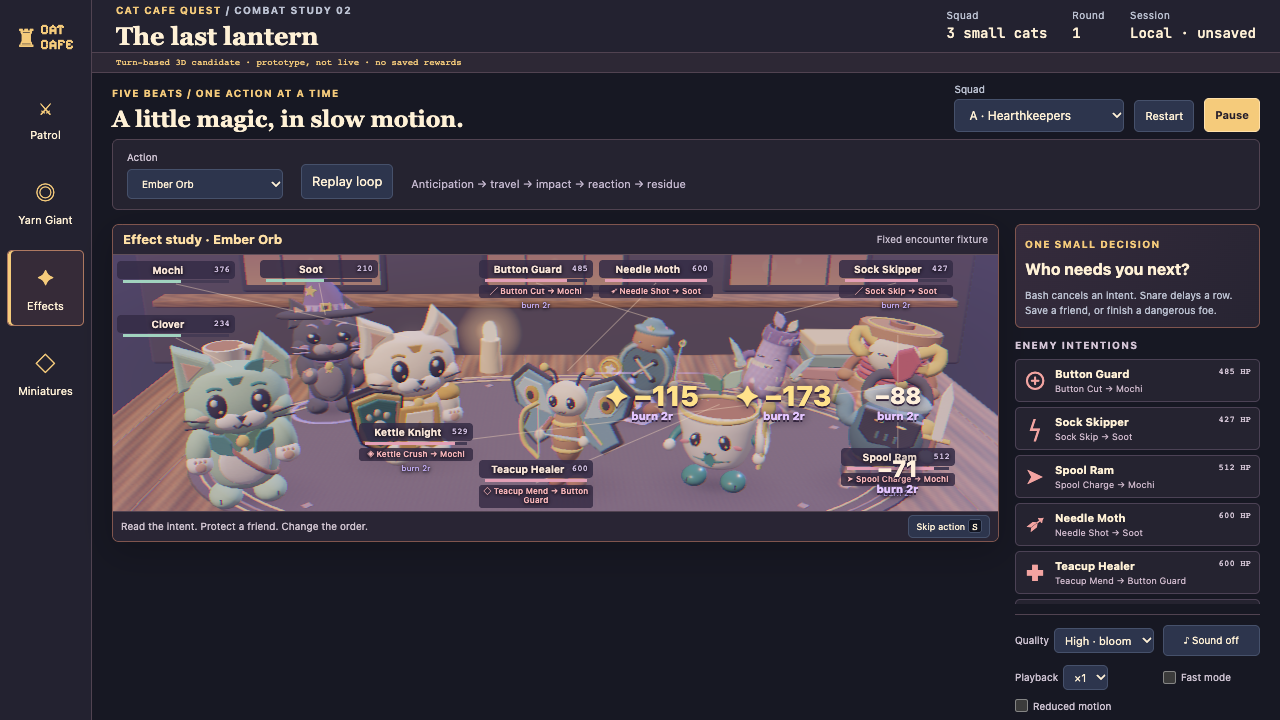 CAT
CAFE
Patrol
Yarn Giant
Effects
Miniatures
CAT CAFE QUEST / COMBAT STUDY 02
The last lantern
Squad
3 small cats
Round
1
Session
Local · unsaved
Turn-based 3D candidate · prototype, not live · no saved rewards
FIVE BEATS / ONE ACTION AT A TIME
A little magic, in slow motion.
Squad
A · Hearthkeepers
Restart
Pause
Action
Ember Orb
Replay loop
Anticipation → travel → impact → reaction → residue
Effect study · Ember Orb
Fixed encounter fixture
Mochi 376
Soot 210
Button Guard 485
Button Cut → Mochi
burn 2r
Needle Moth 600
Needle Shot → Soot
Sock Skipper 427
Sock Skip → Soot
burn 2r
Clover 234
−115
burn 2r
−173
burn 2r
−88
burn 2r
Kettle Knight 529
Kettle Crush → Mochi
burn 2r
Teacup Healer 600
Teacup Mend → Button
Guard
Spool Ram 512
−71
Spool Charge → Mochi
burn 2r
Read the intent. Protect a friend. Change the order.
Skip action S
ONE SMALL DECISION
Who needs you next?
Bash cancels an intent. Snare delays a row.
Save a friend, or finish a dangerous foe.
ENEMY INTENTIONS
Button Guard 485 HP
Button Cut → Mochi
Sock Skipper 427 HP
Sock Skip → Soot
Spool Ram 512 HP
Spool Charge → Mochi
Needle Moth 600 HP
Needle Shot → Soot
Teacup Healer 600 HP
Teacup Mend → Button Guard
Quality
High · bloom
♪ Sound off
Playback
×1
Fast mode
Reduced motion